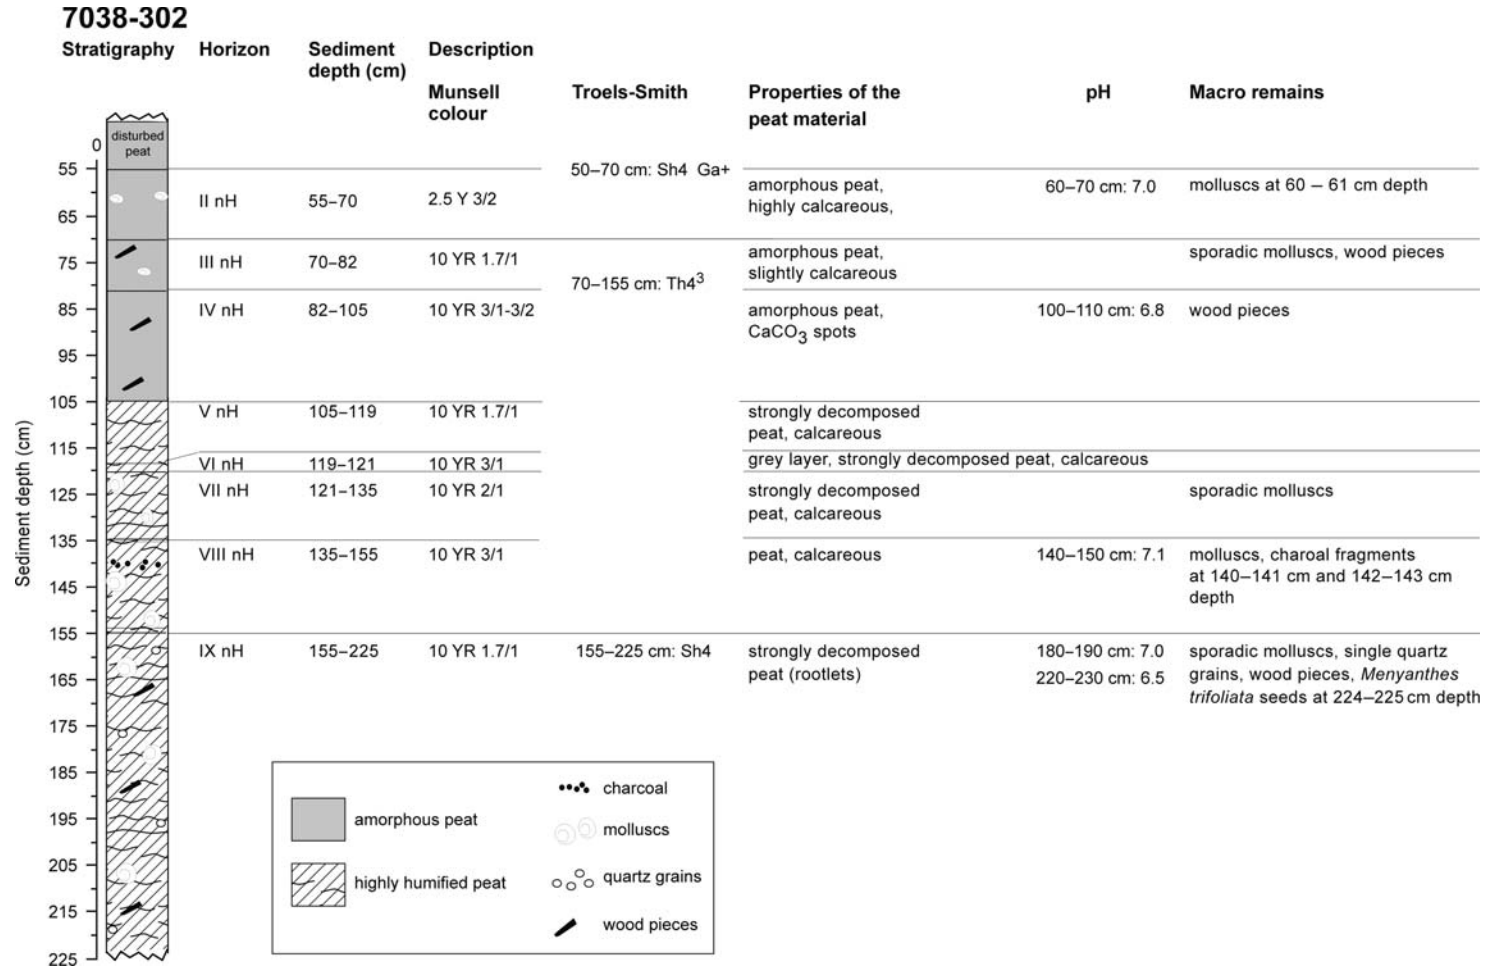 7038-302
Stratigraphy Horizon Sediment depth (cm) Description
Munsell colour Troels-Smith Properties of the peat material pH Macro remains
disturbed peat
0
50–70 cm: Sh4 Ga+
55
II nH 55–70 2.5 Y 3/2 amorphous peat, highly calcareous, 60–70 cm: 7.0 molluscs at 60 – 61 cm depth
65
III nH 70–82 10 YR 1.7/1 amorphous peat, slightly calcareous sporadic molluscs, wood pieces
75
70–155 cm: Th4³
85
IV nH 82–105 10 YR 3/1-3/2 amorphous peat, CaCO₃ spots 100–110 cm: 6.8 wood pieces
95
105
V nH 105–119 10 YR 1.7/1 strongly decomposed peat, calcareous
115
VI nH 119–121 10 YR 3/1 grey layer, strongly decomposed peat, calcareous
125
VII nH 121–135 10 YR 2/1 strongly decomposed peat, calcareous sporadic molluscs
135
VIII nH 135–155 10 YR 3/1 peat, calcareous 140–150 cm: 7.1 molluscs, charoal fragments at 140–141 cm and 142–143 cm depth
145
155
IX nH 155–225 10 YR 1.7/1 155–225 cm: Sh4 strongly decomposed peat (rootlets) 180–190 cm: 7.0 220–230 cm: 6.5 sporadic molluscs, single quartz grains, wood pieces, Menyanthes trifoliata seeds at 224–225 cm depth
165
175
185
195
205
215
225
Sediment depth (cm)
amorphous peat
highly humified peat
charcoal
molluscs
quartz grains
wood pieces